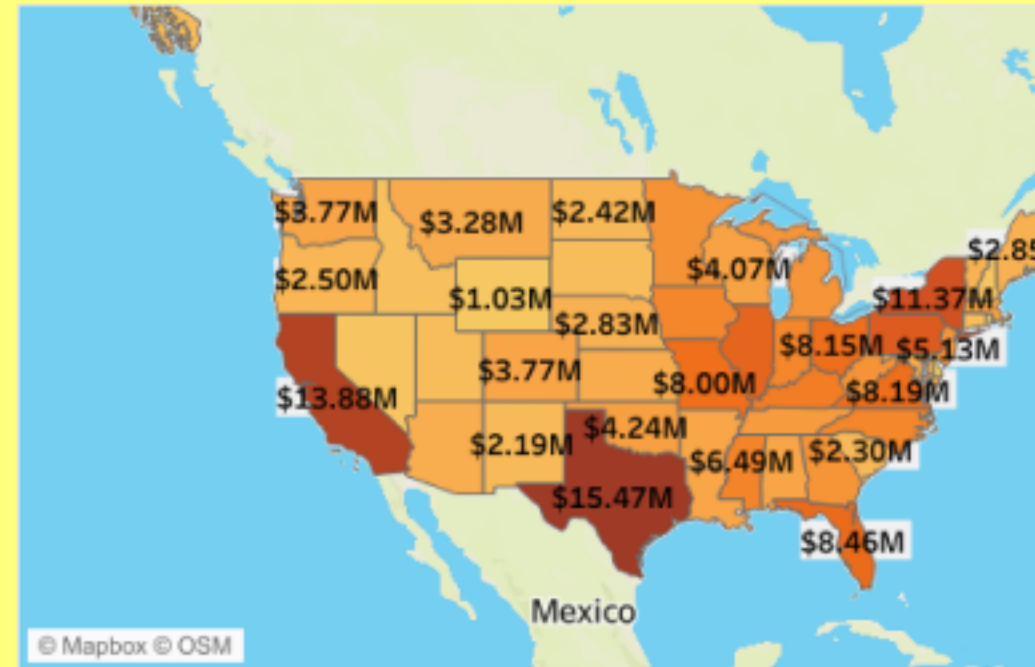 $3.77M
$3.28M
$2.42M
$2.85
$2.50M
$4.07M
$1.03M
$11.37M
$2.83M
$8.15M
$5.13M
$3.77M
$8.00M
$8.19M
$13.88M
$4.24M
$2.19M
$2.30M
$6.49M
$15.47M
$8.46M
Mexico
© Mapbox © OSM